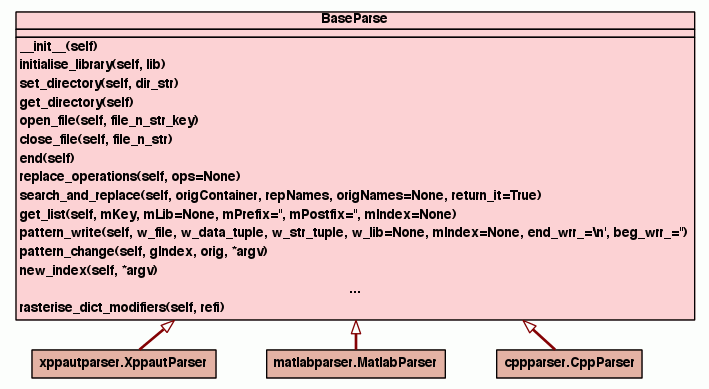 BaseParse
__init__(self)
initialise_library(self, lib)
set_directory(self, dir_str)
get_directory(self)
open_file(self, file_n_str_key)
close_file(self, file_n_str)
end(self)
replace_operations(self, ops=None)
search_and_replace(self, origContainer, repNames, origNames=None, return_it=True)
get_list(self, mKey, mLib=None, mPrefix='', mPostfix='', mIndex=None)
pattern_write(self, w_file, w_data_tuple, w_str_tuple, w_lib=None, mIndex=None, end_wrr_=\n', beg_wrr_='')
pattern_change(self, gIndex, orig, *argv)
new_index(self, *argv)
...
rasterise_dict_modifiers(self, refi)
xppautparser.XppautParser matlabparser.MatlabParser cppparser.CppParser